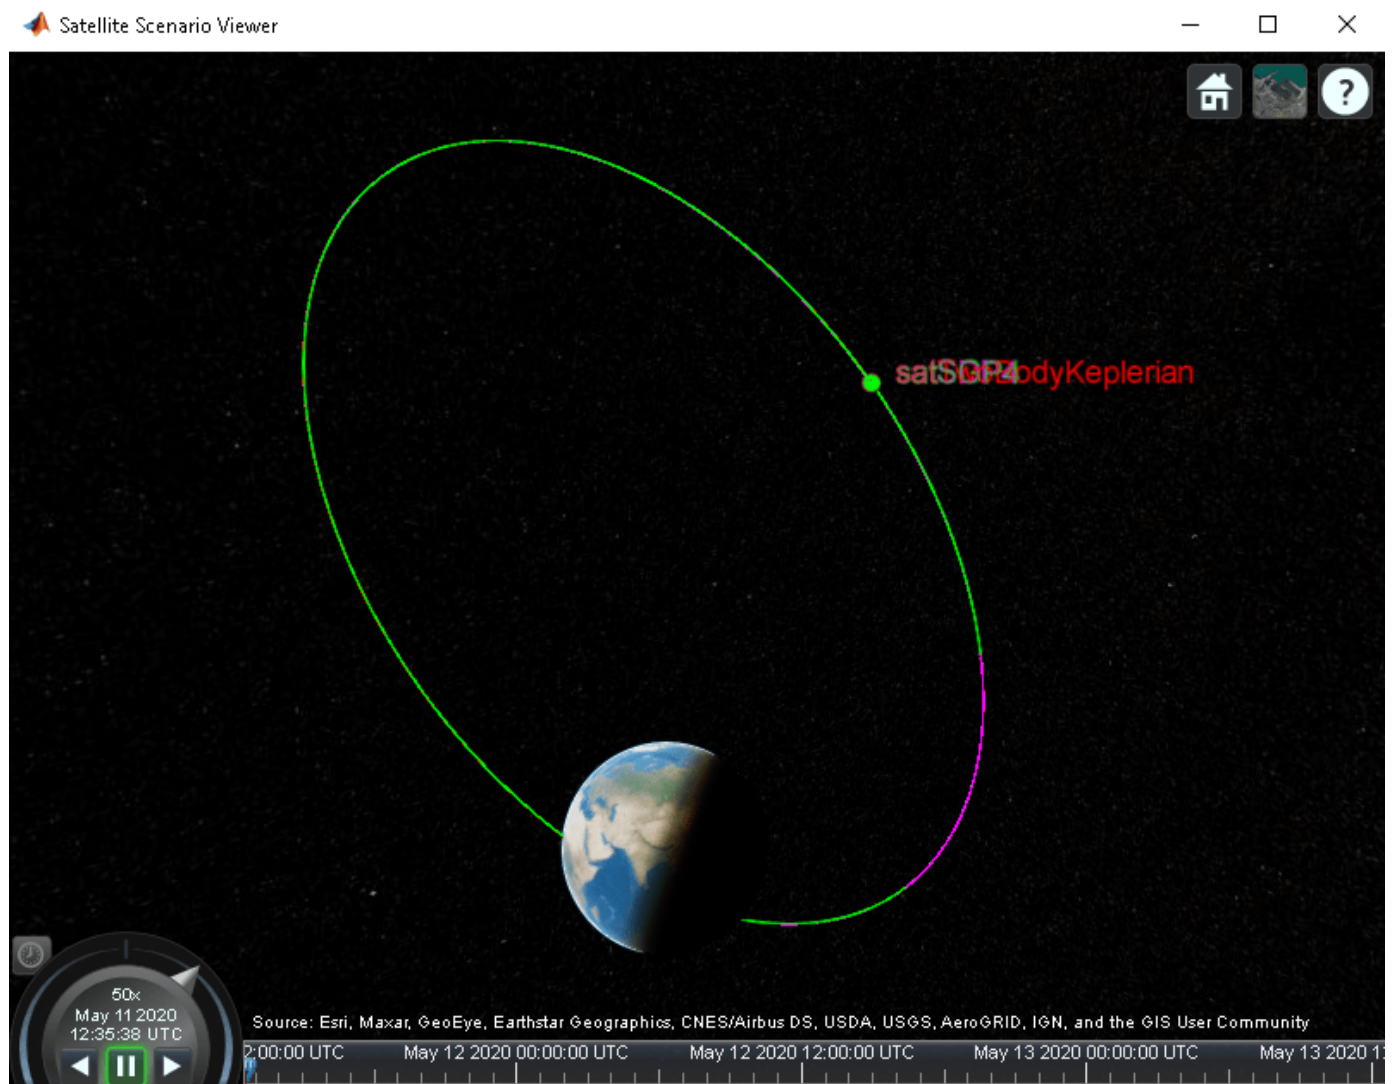 Satellite Scenario Viewer
?
BodyKeplerian
50x
May 11 2020
12:35:38 UTC
Source: Esri, Maxar, GeoEye, Earthstar Geographics, CNES/Airbus DS, USDA, USGS, AeroGRID, IGN, and the GIS User Community
2:00:00 UTC May 12 2020 00:00:00 UTC May 12 2020 12:00:00 UTC May 13 2020 00:00:00 UTC May 13 2020 1